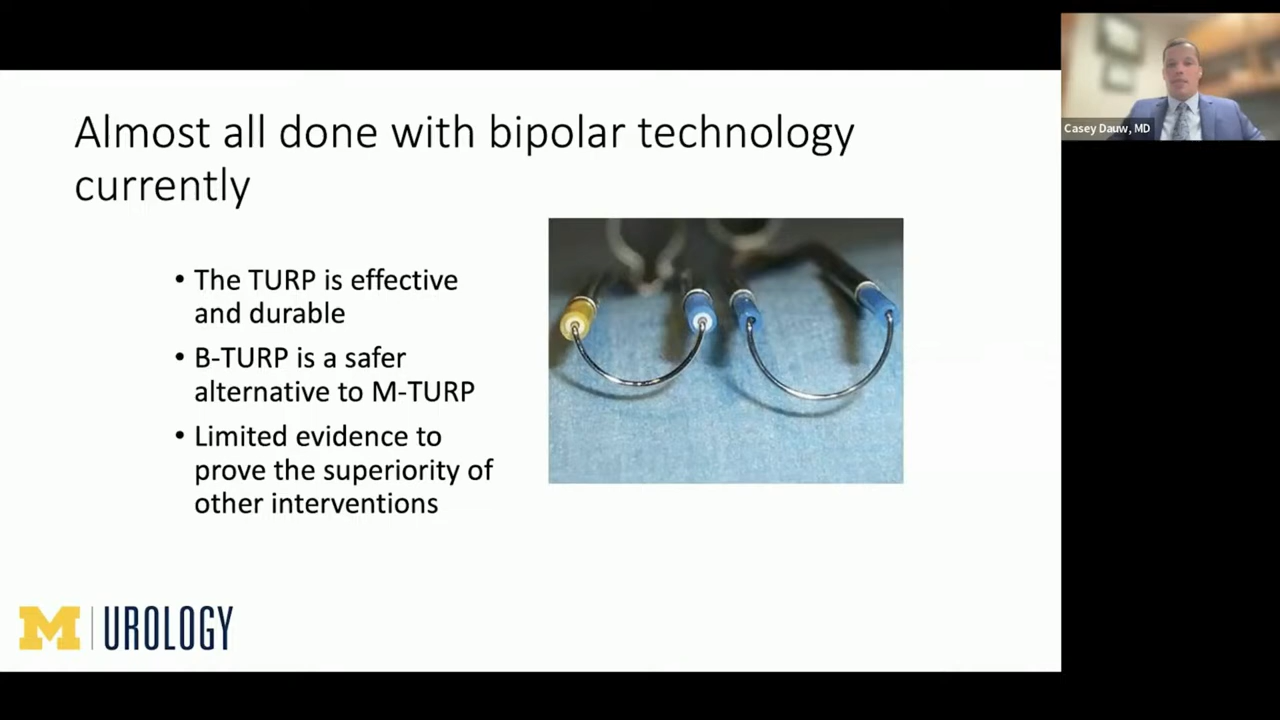 Almost all done with bipolar technology
currently
• The TURP is effective
and durable
• B-TURP is a safer
alternative to M-TURP
• Limited evidence to
prove the superiority of
other interventions
M | UROLOGY
Casey Dauw, MD